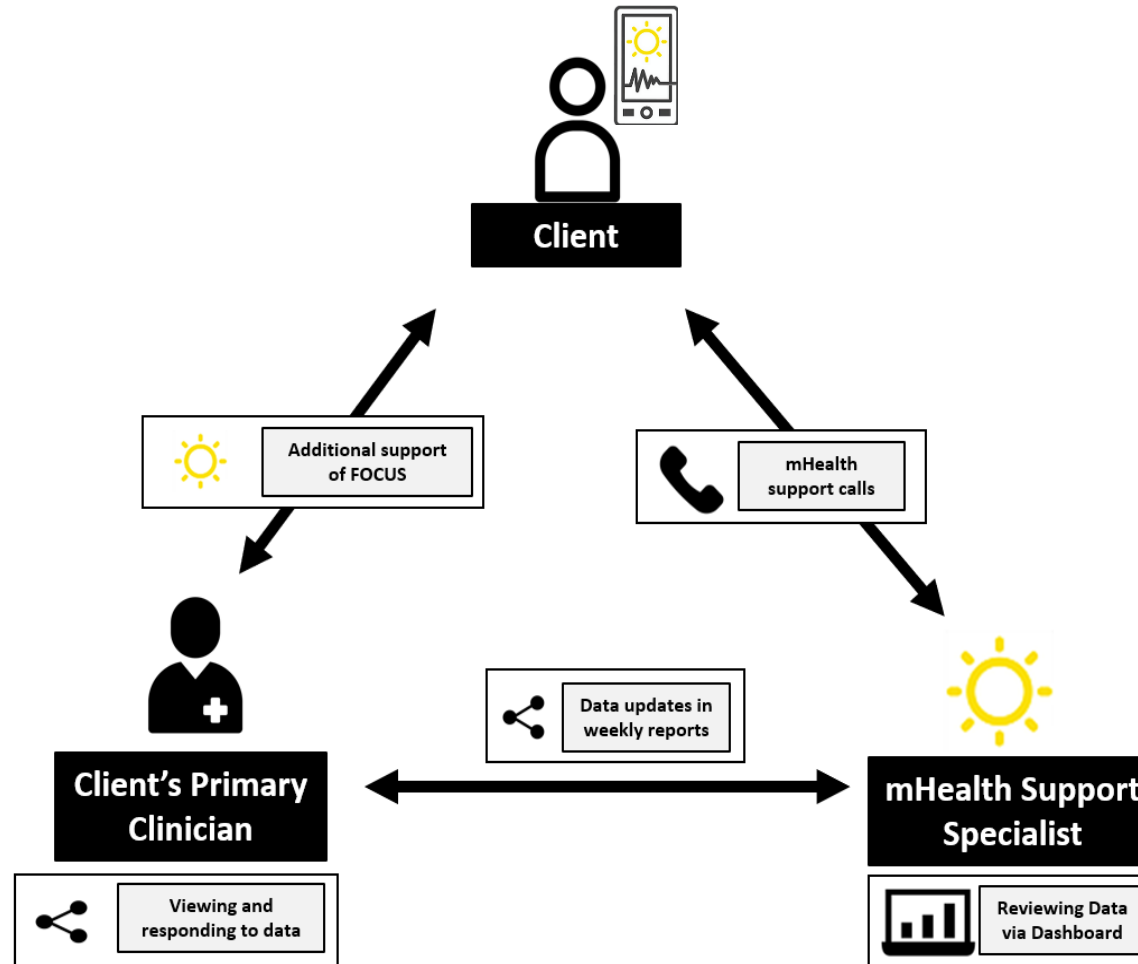 Client
Additional support
of FOCUS
mHealth
support calls
Data updates in
weekly reports
Client’s Primary
Clinician
mHealth Support
Specialist
Viewing and
responding to data
Reviewing Data
via Dashboard